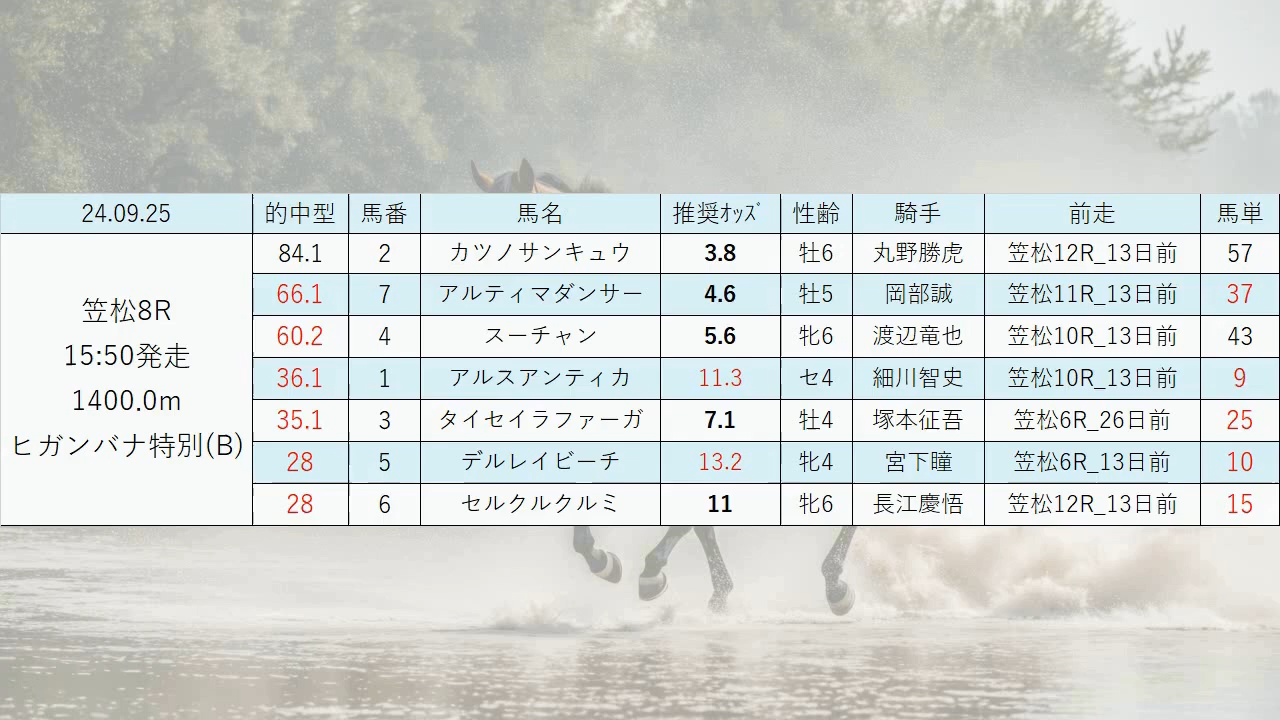 24.09.25 的中型 馬番 馬名 推奨ｵｯｽﾞ 性齢 騎手 前走 馬単
笠松8R
15:50発走
1400.0m
ヒガンバナ特別(B)
84.1 2 カツノサンキュウ 3.8 牡6 丸野勝虎 笠松12R_13日前 57
66.1 7 アルティマダンサー 4.6 牡5 岡部誠 笠松11R_13日前 37
60.2 4 スーチャン 5.6 牝6 渡辺竜也 笠松10R_13日前 43
36.1 1 アルスアンティカ 11.3 セ4 細川智史 笠松10R_13日前 9
35.1 3 タイセイラファーガ 7.1 牡4 塚本征吾 笠松6R_26日前 25
28 5 デルレイビーチ 13.2 牝4 宮下瞳 笠松6R_13日前 10
28 6 セルクルクルミ 11 牝6 長江慶悟 笠松12R_13日前 15